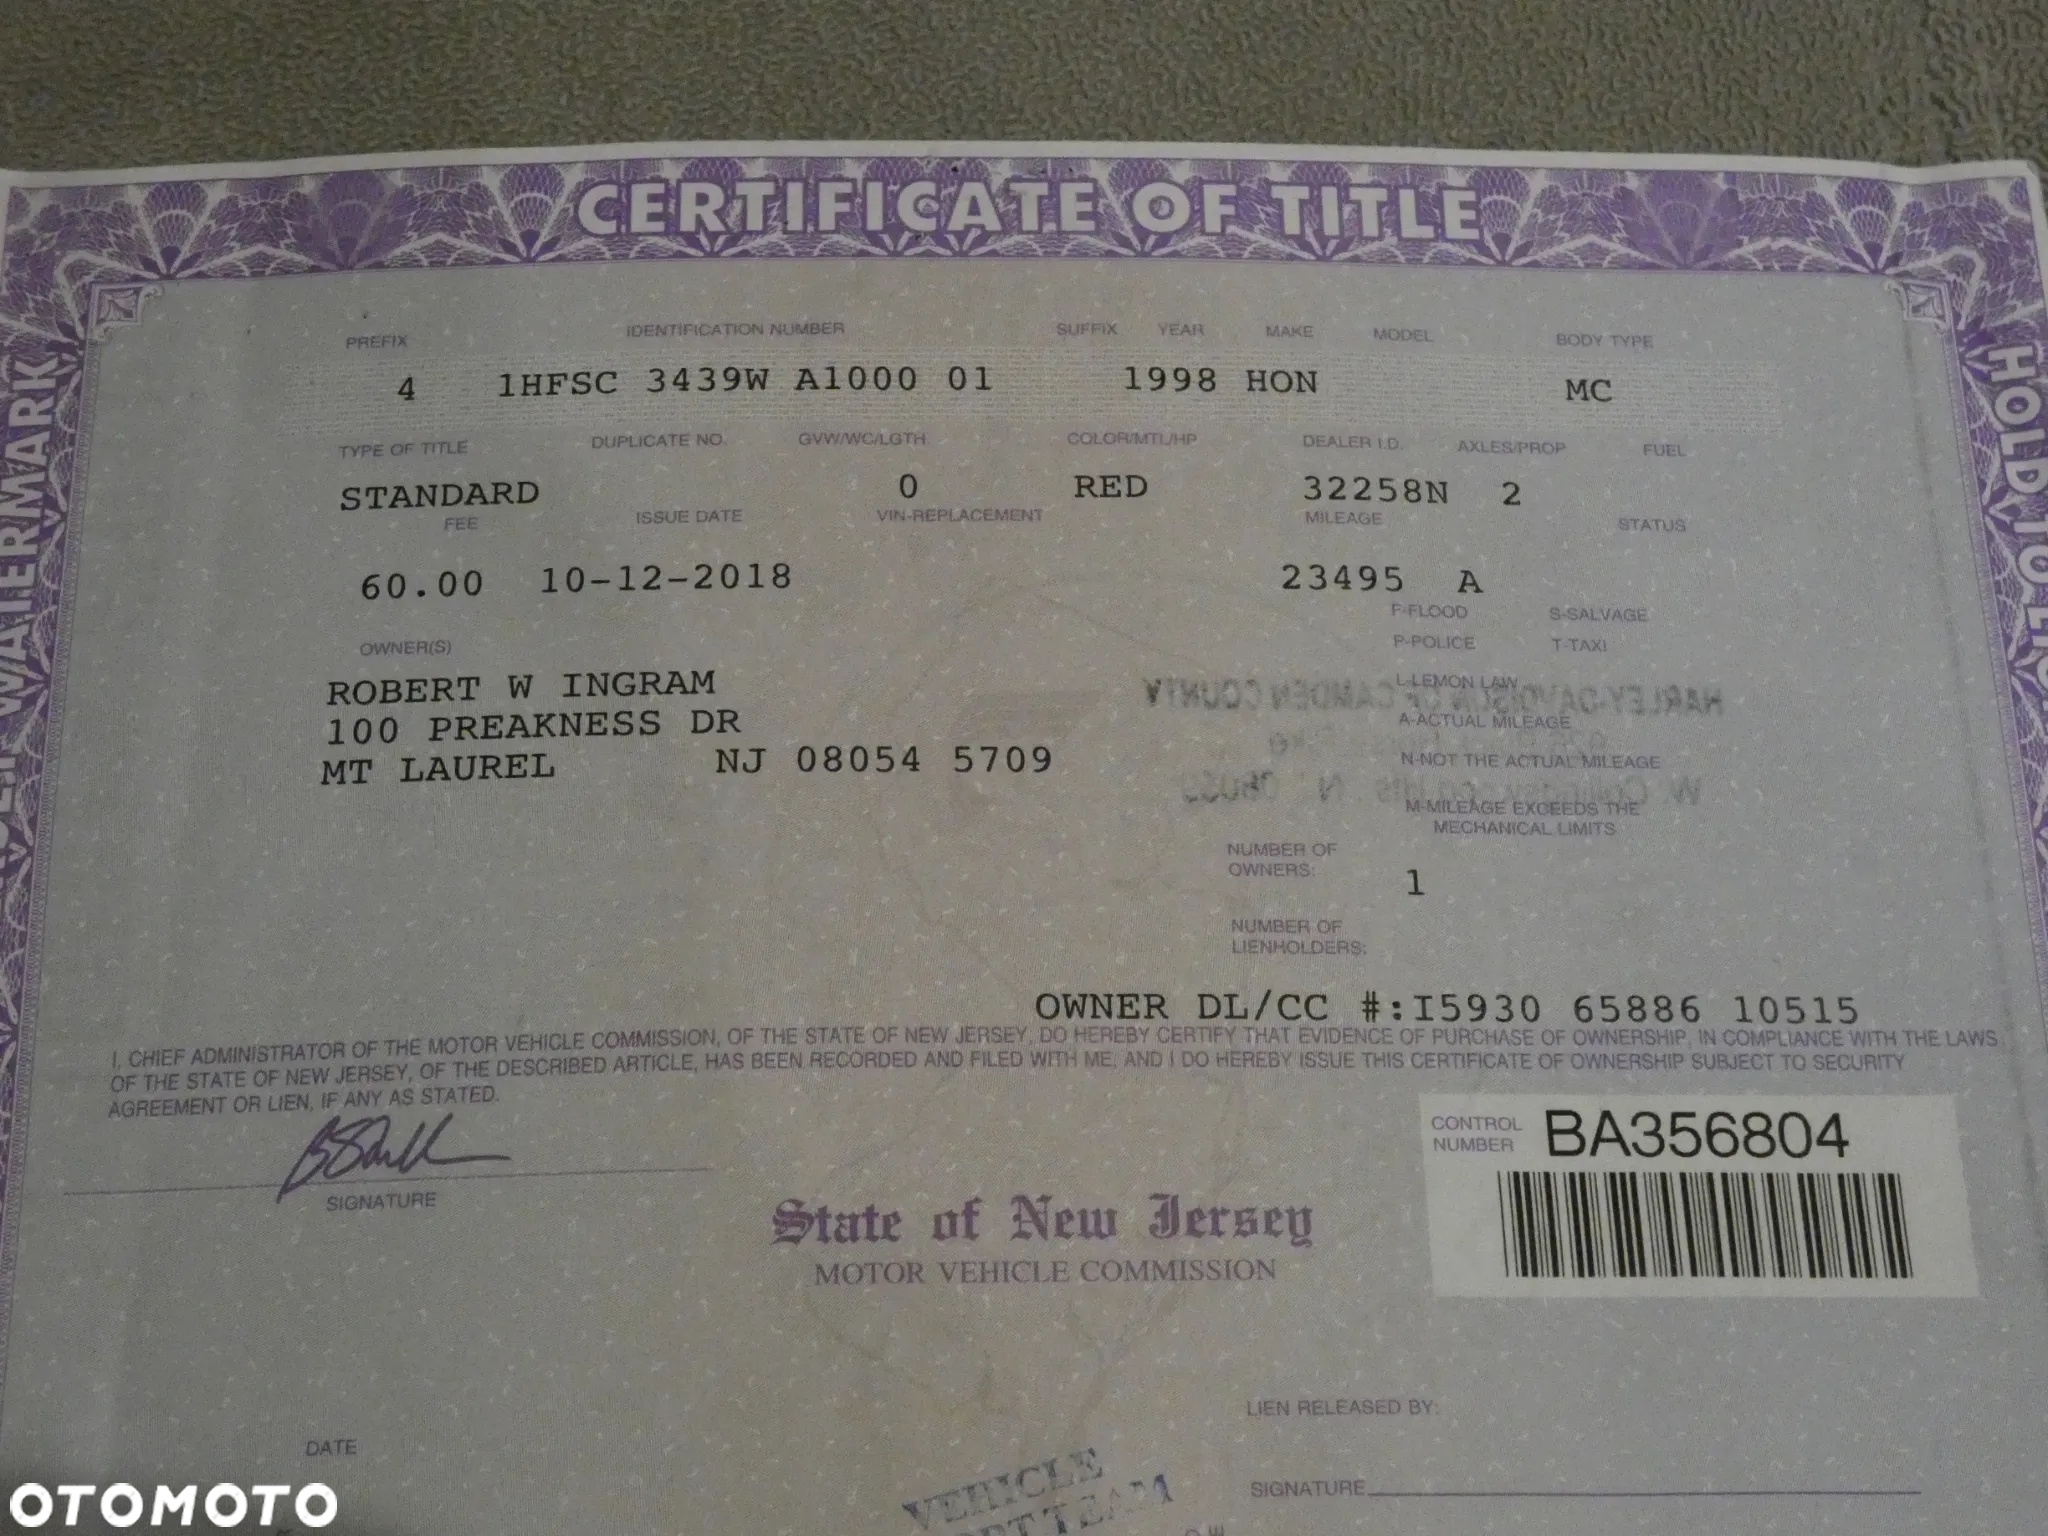 CERTIFICATE OF TITLE
PREFIX IDENTIFICATION NUMBER SUFFIX YEAR MAKE MODEL BODY TYPE
4 1HFSC 3439W A1000 01 1998 HON MC
TYPE OF TITLE DUPLICATE NO. GVW/WC/LGTH. COLOR/MTL/HP DEALER I.D. AXLES/PROP FUEL
STANDARD 0 RED 32258N 2
FEE ISSUE DATE VIN-REPLACEMENT MILEAGE STATUS
60.00 10-12-2018 23495 A
F-FLOOD S-SALVAGE
P-POLICE T-TAXI
L-LEMON LAW
A-ACTUAL MILEAGE
N-NOT THE ACTUAL MILEAGE
M-MILEAGE EXCEEDS THE
MECHANICAL LIMITS
HARLEY-DAVIDSON OF CAMDEN COUNTY
OWNER(S)
ROBERT W INGRAM
100 PREAKNESS DR
MT LAUREL NJ 08054 5709
NUMBER OF
OWNERS: 1
NUMBER OF
LIENHOLDERS:
OWNER DL/CC #:I5930 65886 10515
I, CHIEF ADMINISTRATOR OF THE MOTOR VEHICLE COMMISSION, OF THE STATE OF NEW JERSEY, DO HEREBY CERTIFY THAT EVIDENCE OF PURCHASE OF OWNERSHIP, IN COMPLIANCE WITH THE LAWS
OF THE STATE OF NEW JERSEY, OF THE DESCRIBED ARTICLE, HAS BEEN RECORDED AND FILED WITH ME, AND I DO HEREBY ISSUE THIS CERTIFICATE OF OWNERSHIP SUBJECT TO SECURITY
AGREEMENT OR LIEN, IF ANY AS STATED.
SIGNATURE
CONTROL
NUMBER BA356804
State of New Jersey
MOTOR VEHICLE COMMISSION
LIEN RELEASED BY:
DATE
SIGNATURE
VEHICLE
TEAM
WATERMARK
HOLD TO
OTOMOTO